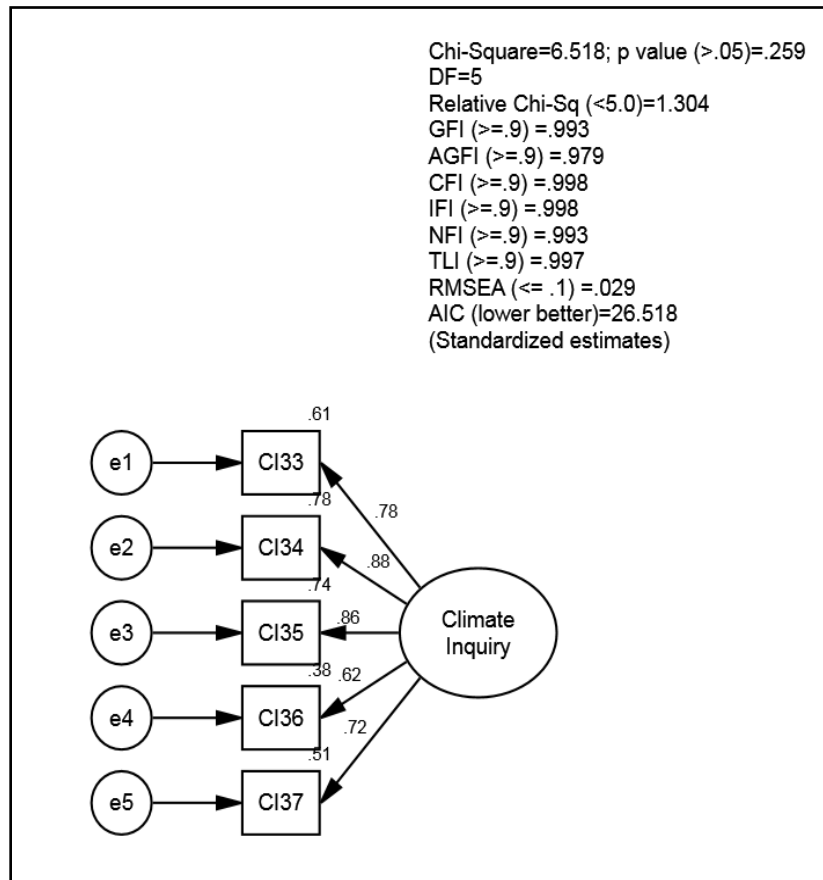 Chi-Square=6.518; p value (>.05)=.259
DF=5
Relative Chi-Sq (<5.0)=1.304
GFI (>=.9) =.993
AGFI (>=.9) =.979
CFI (>=.9) =.998
IFI (>=.9) =.998
NFI (>=.9) =.993
TLI (>=.9) =.997
RMSEA (<= .1) =.029
AIC (lower better)=26.518
(Standardized estimates)
.61
e1
CI33
.78
.78
e2
CI34
.88
.74
e3
CI35
.86
Climate
Inquiry
.38
.62
e4
CI36
.72
.51
e5
CI37